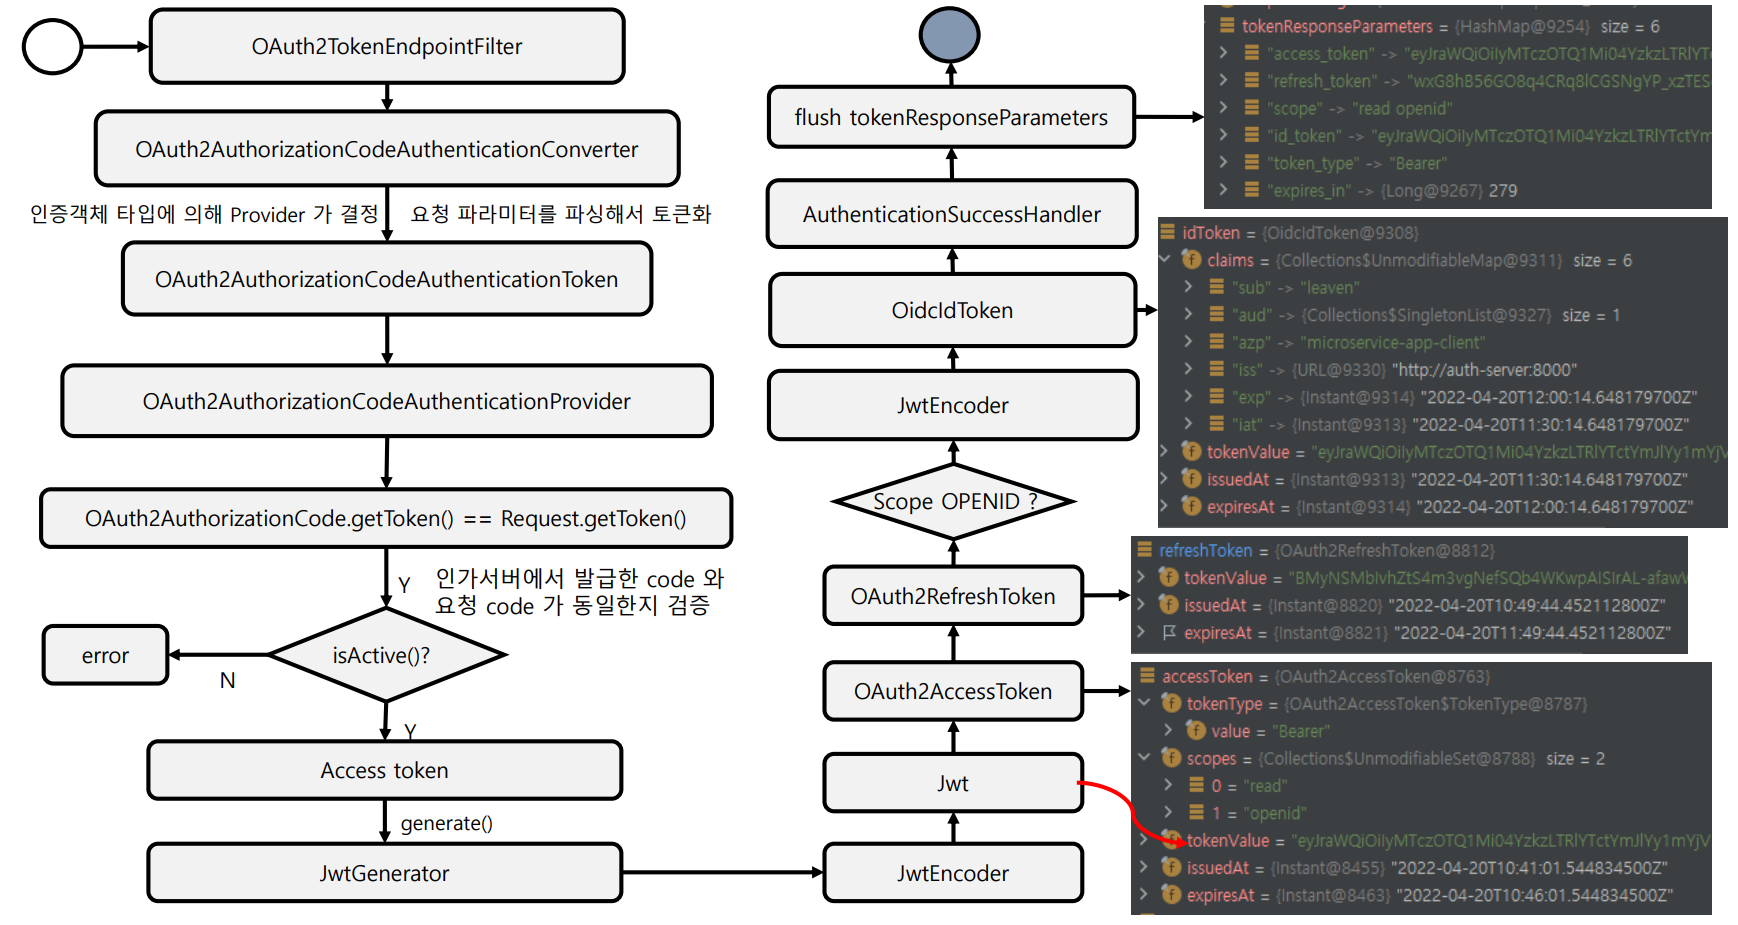 OAuth2TokenEndpointFilter
OAuth2AuthorizationCodeAuthenticationConverter
인증객체 타입에 의해 Provider 가 결정
요청 파라미터를 파싱해서 토큰화
OAuth2AuthorizationCodeAuthenticationToken
OAuth2AuthorizationCodeAuthenticationProvider
OAuth2AuthorizationCode.getToken() == Request.getToken()
Y
인가서버에서 발급한 code 와
요청 code 가 동일한지 검증
isActive()?
N
error
Y
Access token
generate()
JwtGenerator
JwtEncoder
Jwt
OAuth2AccessToken
OAuth2RefreshToken
Scope OPENID ?
JwtEncoder
OidcIdToken
AuthenticationSuccessHandler
flush tokenResponseParameters
tokenResponseParameters = {HashMap@9254} size = 6
"access_token" -> "eyJraWQiOiIyMTczOTQ1Mi04YzkzLTRlYTc
"refresh_token" -> "wxG8hB56GO8q4CRq8lCGSNgYP_xzTES
"scope" -> "read openid"
"id_token" -> "eyJraWQiOiIyMTczOTQ1Mi04YzkzLTRlYTctYm
"token_type" -> "Bearer"
"expires_in" -> {Long@9267} 279
idToken = {OidcIdToken@9308}
claims = {Collections$UnmodifiableMap@9311} size = 6
"sub" -> "leaven"
"aud" -> {Collections$SingletonList@9327} size = 1
"azp" -> "microservice-app-client"
"iss" -> {URL@9330} "http://auth-server:8000"
"exp" -> {Instant@9314} "2022-04-20T12:00:14.648179700Z"
"iat" -> {Instant@9313} "2022-04-20T11:30:14.648179700Z"
tokenValue = "eyJraWQiOiIyMTczOTQ1Mi04YzkzLTRlYTctYmJlYy1mYjV
issuedAt = {Instant@9313} "2022-04-20T11:30:14.648179700Z"
expiresAt = {Instant@9314} "2022-04-20T12:00:14.648179700Z"
refreshToken = {OAuth2RefreshToken@8812}
tokenValue = "BMyNSMbIvhZtS4m3vgNefSQb4WKwpAISIrAL-afawW
issuedAt = {Instant@8820} "2022-04-20T10:49:44.452112800Z"
expiresAt = {Instant@8821} "2022-04-20T11:49:44.452112800Z"
accessToken = {OAuth2AccessToken@8763}
tokenType = {OAuth2AccessToken$TokenType@8787}
value = "Bearer"
scopes = {Collections$UnmodifiableSet@8788} size = 2
0 = "read"
1 = "openid"
tokenValue = "eyJraWQiOiIyMTczOTQ1Mi04YzkzLTRlYTctYmJlYy1mYjV
issuedAt = {Instant@8455} "2022-04-20T10:41:01.544834500Z"
expiresAt = {Instant@8463} "2022-04-20T10:46:01.544834500Z"